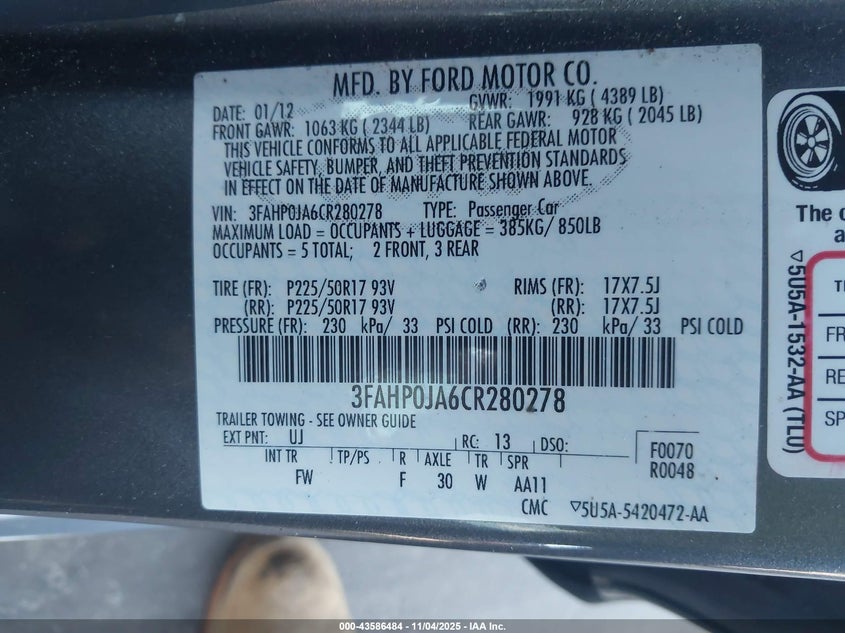 MFD. BY FORD MOTOR CO.
DATE: 01/12 GVWR: 1991 KG ( 4389 LB)
FRONT GAWR: 1063 KG ( 2344 LB) REAR GAWR: 928 KG ( 2045 LB)
THIS VEHICLE CONFORMS TO ALL APPLICABLE FEDERAL MOTOR
VEHICLE SAFETY, BUMPER, AND THEFT PREVENTION STANDARDS
IN EFFECT ON THE DATE OF MANUFACTURE SHOWN ABOVE.
VIN: 3FAHP0JA6CR280278 TYPE: Passenger Car
MAXIMUM LOAD = OCCUPANTS + LUGGAGE = 385KG/ 850LB
OCCUPANTS = 5 TOTAL; 2 FRONT, 3 REAR
TIRE (FR): P225/50R17 93V RIMS (FR): 17X7.5J
(RR): P225/50R17 93V (RR): 17X7.5J
PRESSURE (FR): 230 kPa/ 33 PSI COLD (RR): 230 kPa/ 33 PSI COLD
3FAHP0JA6CR280278
TRAILER TOWING - SEE OWNER GUIDE
EXT PNT: UJ RC: 13 DSO: F0070
INT TR TP/PS R AXLE TR SPR R0048
FW F 30 W AA11
CMC ▽5U5A-5420472-AA
The
▽5U5A-1532-AA (TLU)
FR
RE
SP
000-43586484 - 11/04/2025 - IAA Inc.